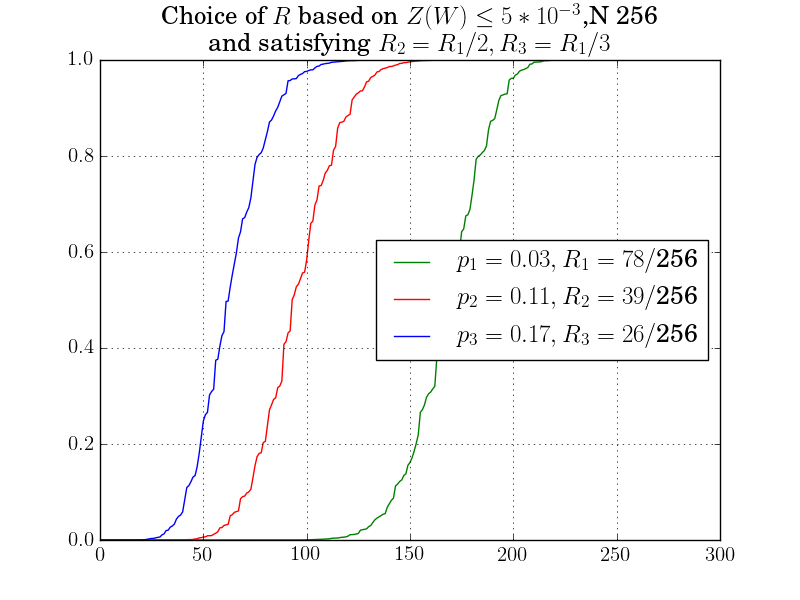 Choice of R based on Z(W) ≤ 5 * 10⁻³,N 256
and satisfying R₂ = R₁/2, R₃ = R₁/3
1.0
0.8
0.6
0.4
0.2
0.0
p₁ = 0.03, R₁ = 78/256
p₂ = 0.11, R₂ = 39/256
p₃ = 0.17, R₃ = 26/256
0 50 100 150 200 250 300